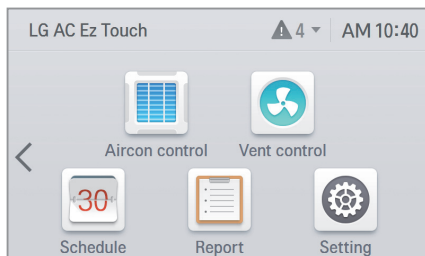 LG AC Ez Touch 4 AM 10:40
Aircon control Vent control
30
Schedule Report Setting